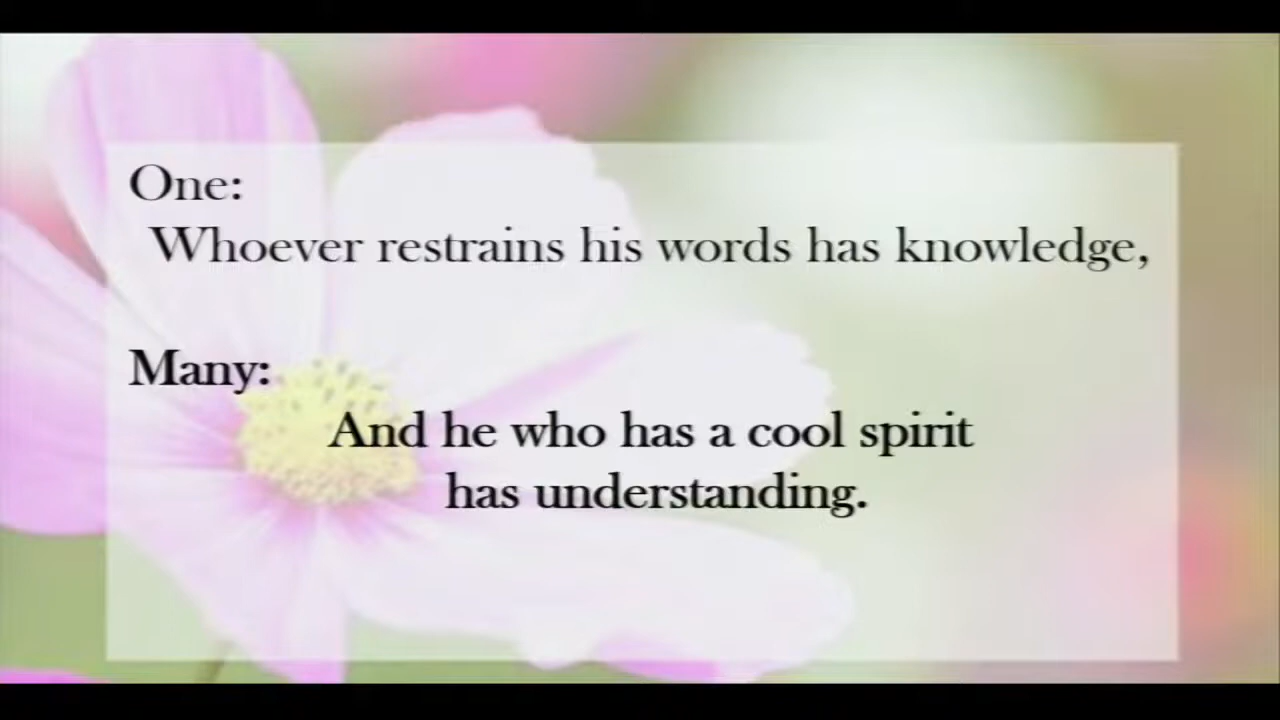 One:
Whoever restrains his words has knowledge,
Many:
And he who has a cool spirit
has understanding.